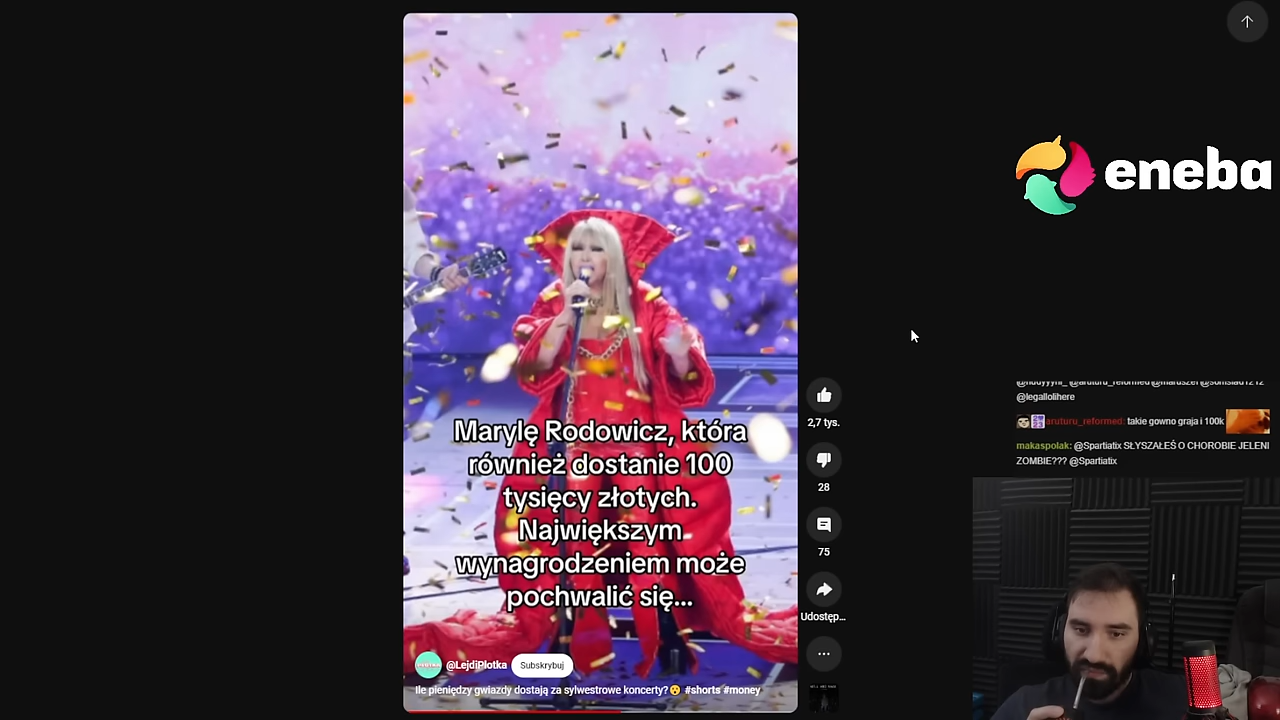 Marylę Rodowicz, która
również dostanie 100
tysięcy złotych.
Największym
wynagrodzeniem może
pochwalić się...
@LejdiPlotka
Subskrybuj
Ile pieniędzy gwiazdy dostają za sylwestrowe koncerty?😯 #shorts #money
2,7 tys.
28
75
Udostęp...
eneba
@legallolihere
aruturu_reformed: takie gowno graja i 100k
makaspolak: @Spartiatix SŁYSZAŁEŚ O CHOROBIE JELENI
ZOMBIE??? @Spartiatix